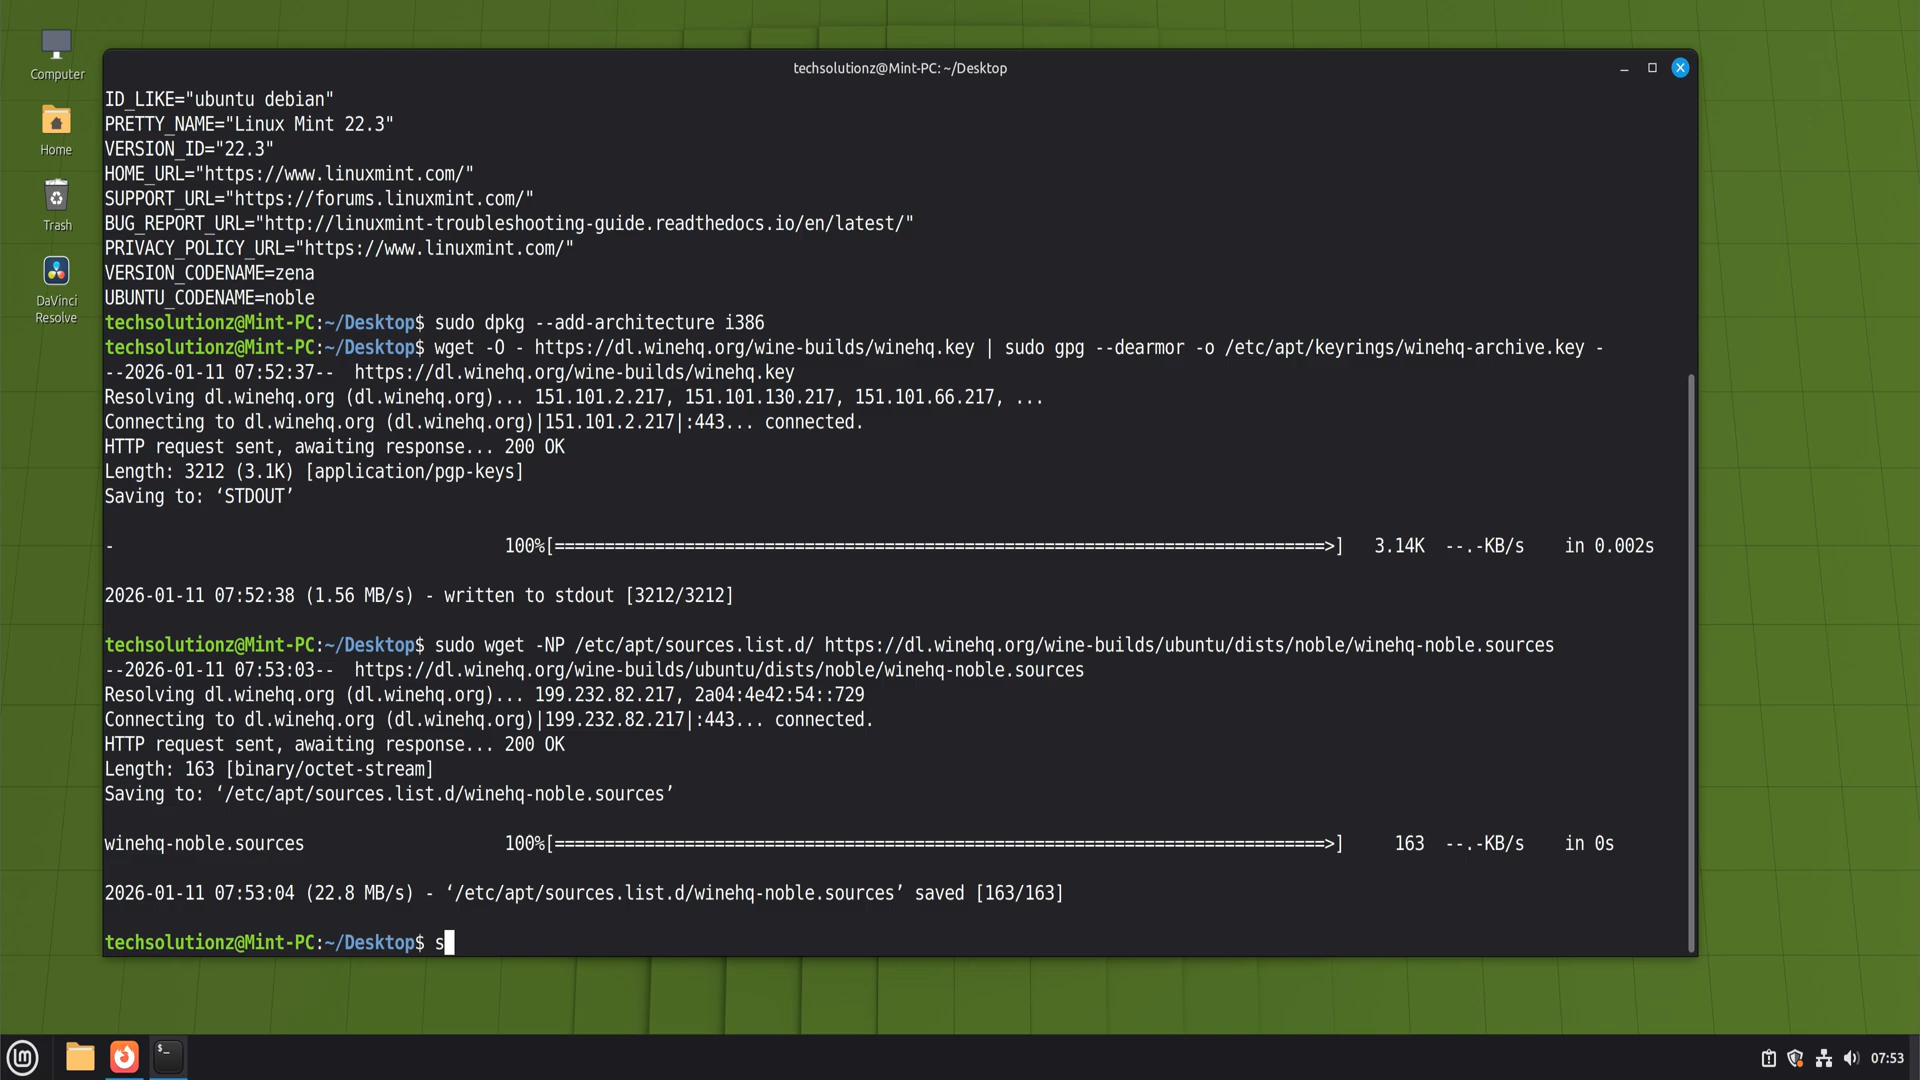 Computer
Home
Trash
DaVinci
Resolve
techsolutionz@Mint-PC: ~/Desktop
ID_LIKE="ubuntu debian"
PRETTY_NAME="Linux Mint 22.3"
VERSION_ID="22.3"
HOME_URL="https://www.linuxmint.com/"
SUPPORT_URL="https://forums.linuxmint.com/"
BUG_REPORT_URL="http://linuxmint-troubleshooting-guide.readthedocs.io/en/latest/"
PRIVACY_POLICY_URL="https://www.linuxmint.com/"
VERSION_CODENAME=zena
UBUNTU_CODENAME=noble
techsolutionz@Mint-PC:~/Desktop$ sudo dpkg --add-architecture i386
techsolutionz@Mint-PC:~/Desktop$ wget -O - https://dl.winehq.org/wine-builds/winehq.key | sudo gpg --dearmor -o /etc/apt/keyrings/winehq-archive.key -
--2026-01-11 07:52:37--  https://dl.winehq.org/wine-builds/winehq.key
Resolving dl.winehq.org (dl.winehq.org)... 151.101.2.217, 151.101.130.217, 151.101.66.217, ...
Connecting to dl.winehq.org (dl.winehq.org)|151.101.2.217|:443... connected.
HTTP request sent, awaiting response... 200 OK
Length: 3212 (3.1K) [application/pgp-keys]
Saving to: ‘STDOUT’
- 100%[=============================================================================>] 3.14K --.-KB/s in 0.002s
2026-01-11 07:52:38 (1.56 MB/s) - written to stdout [3212/3212]
techsolutionz@Mint-PC:~/Desktop$ sudo wget -NP /etc/apt/sources.list.d/ https://dl.winehq.org/wine-builds/ubuntu/dists/noble/winehq-noble.sources
--2026-01-11 07:53:03--  https://dl.winehq.org/wine-builds/ubuntu/dists/noble/winehq-noble.sources
Resolving dl.winehq.org (dl.winehq.org)... 199.232.82.217, 2a04:4e42:54::729
Connecting to dl.winehq.org (dl.winehq.org)|199.232.82.217|:443... connected.
HTTP request sent, awaiting response... 200 OK
Length: 163 [binary/octet-stream]
Saving to: ‘/etc/apt/sources.list.d/winehq-noble.sources’
winehq-noble.sources 100%[=============================================================================>] 163 --.-KB/s in 0s
2026-01-11 07:53:04 (22.8 MB/s) - ‘/etc/apt/sources.list.d/winehq-noble.sources’ saved [163/163]
techsolutionz@Mint-PC:~/Desktop$ s
07:53